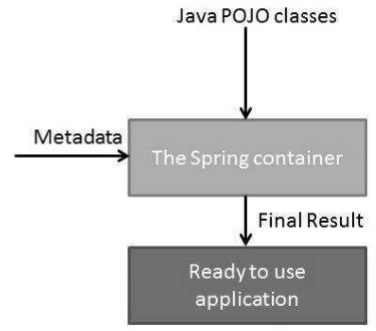 Java POJO classes
Metadata
The Spring container
Final Result
Ready to use
application